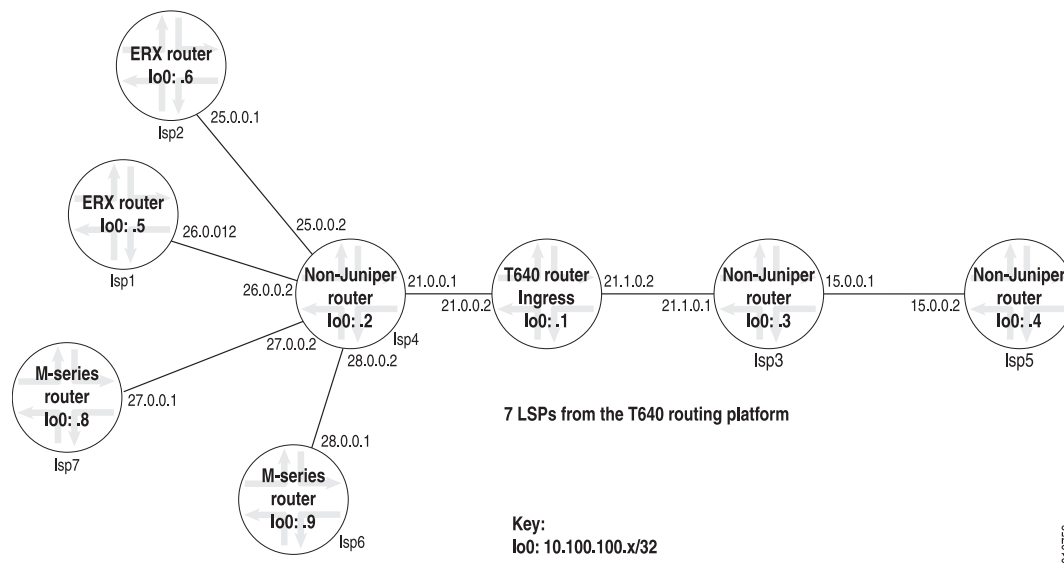 ERX router
lo0: .6
25.0.0.1
lsp2
ERX router
lo0: .5
26.0.012
lsp1
25.0.0.2
26.0.0.2
Non-Juniper
router
lo0: .2
21.0.0.1
21.0.0.2
lsp4
T640 router
Ingress
lo0: .1
21.1.0.2
21.1.0.1
Non-Juniper
router
lo0: .3
15.0.0.1
15.0.0.2
lsp3
Non-Juniper
router
lo0: .4
lsp5
27.0.0.2
28.0.0.2
M-series
router
lo0: .8
27.0.0.1
lsp7
28.0.0.1
M-series
router
lo0: .9
lsp6
7 LSPs from the T640 routing platform
Key:
lo0: 10.100.100.x/32